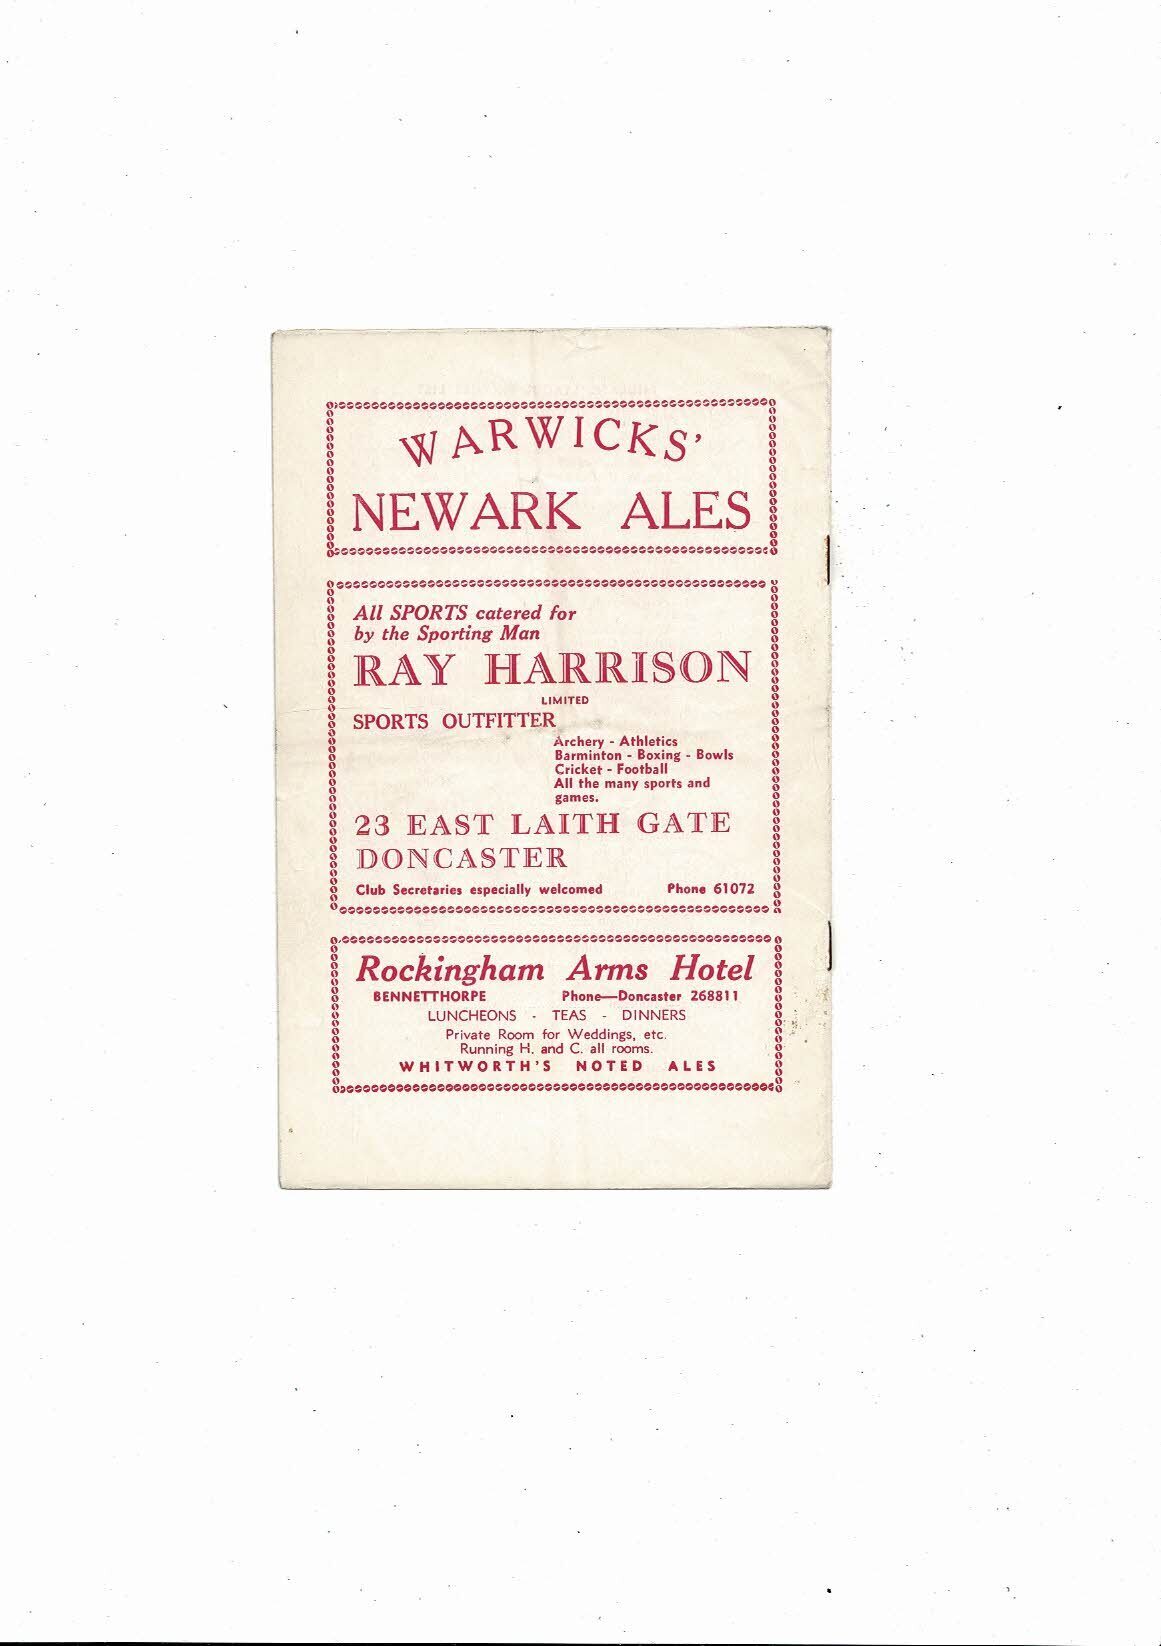 WARWICKS'
NEWARK ALES
All SPORTS catered for
by the Sporting Man
RAY HARRISON
LIMITED
SPORTS OUTFITTER
Archery - Athletics
Barminton - Boxing - Bowls
Cricket - Football
All the many sports and
games.
23 EAST LAITH GATE
DONCASTER
Club Secretaries especially welcomed Phone 61072
Rockingham Arms Hotel
BENNETTHORPE Phone—Doncaster 268811
LUNCHEONS - TEAS - DINNERS
Private Room for Weddings, etc.
Running H. and C. all rooms.
WHITWORTH'S NOTED ALES